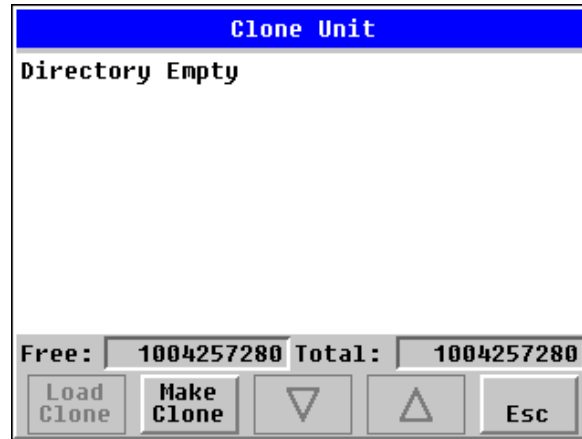 Clone Unit
Directory Empty
Free: 1004257280 Total: 1004257280
Load Make
Clone Clone Esc